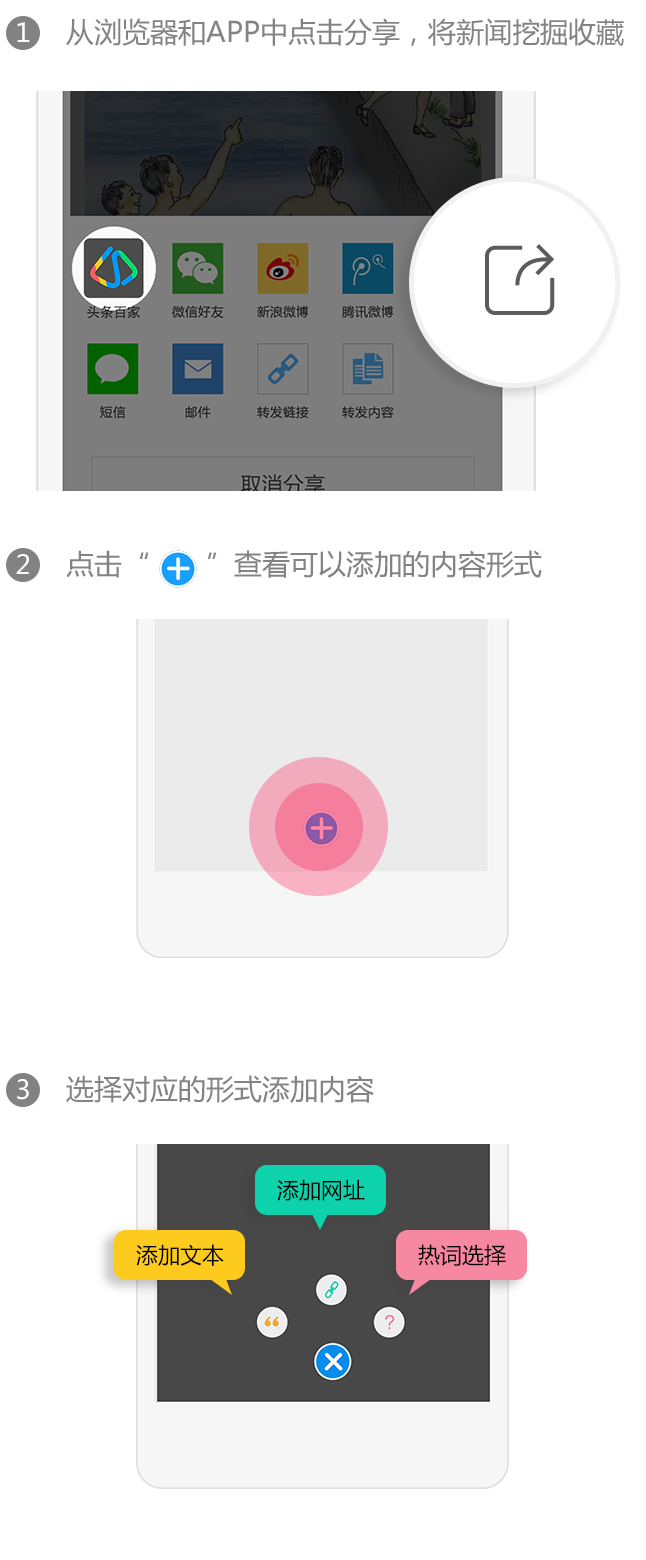 1 从浏览器和APP中点击分享，将新闻挖掘收藏
头条百家 微信好友 新浪微博 腾讯微博
短信 邮件 转发链接 转发内容
取消分享
2 点击“ + ”查看可以添加的内容形式
3 选择对应的形式添加内容
添加网址
添加文本 热词选择
“ ?